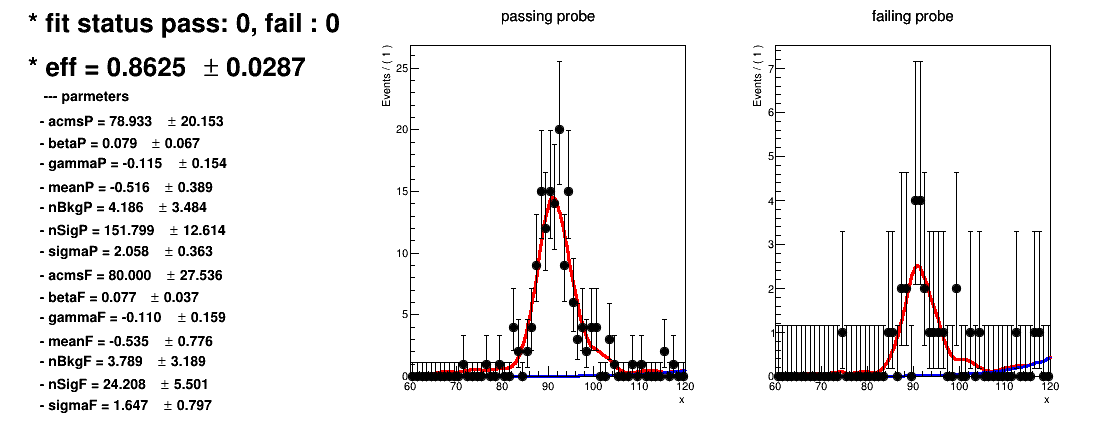 * fit status pass: 0, fail : 0
* eff = 0.8625 ± 0.0287
--- parmeters
- acmsP = 78.933 ± 20.153
- betaP = 0.079 ± 0.067
- gammaP = -0.115 ± 0.154
- meanP = -0.516 ± 0.389
- nBkgP = 4.186 ± 3.484
- nSigP = 151.799 ± 12.614
- sigmaP = 2.058 ± 0.363
- acmsF = 80.000 ± 27.536
- betaF = 0.077 ± 0.037
- gammaF = -0.110 ± 0.159
- meanF = -0.535 ± 0.776
- nBkgF = 3.789 ± 3.189
- nSigF = 24.208 ± 5.501
- sigmaF = 1.647 ± 0.797
passing probe
Events / ( 1 )
25
20
15
10
5
0
60 70 80 90 100 110 120
x
failing probe
Events / ( 1 )
7
6
5
4
3
2
1
0
60 70 80 90 100 110 120
x